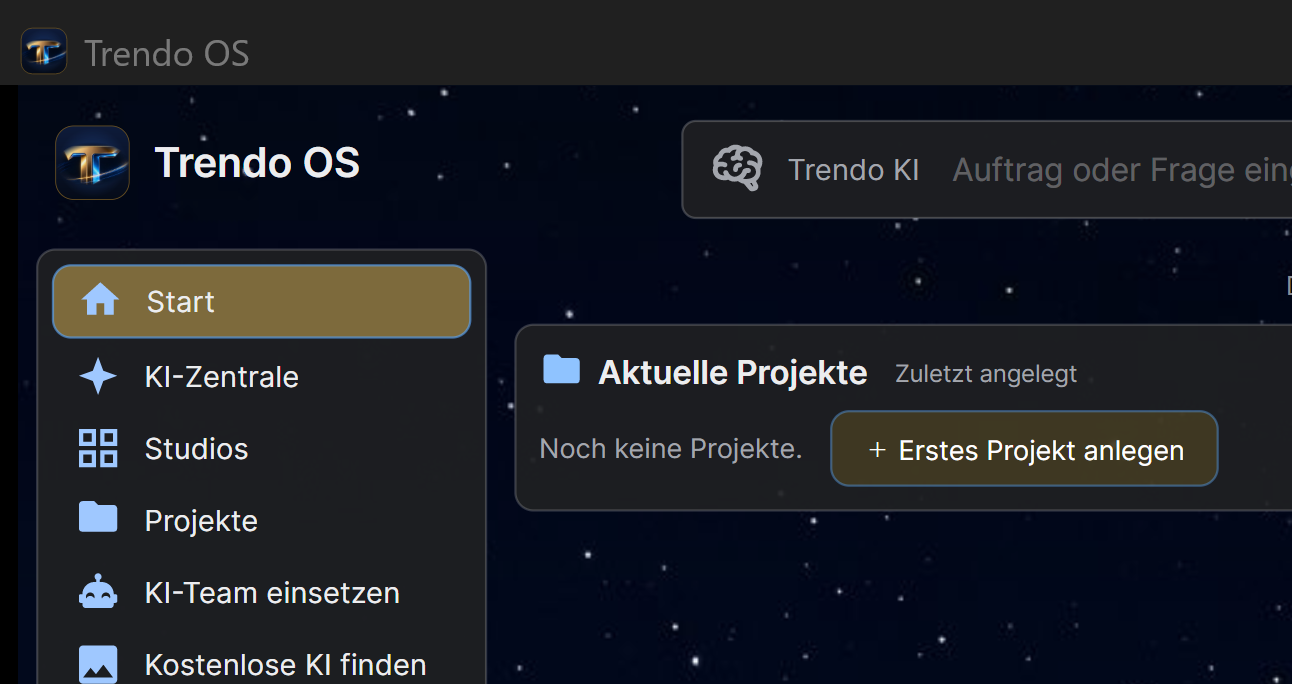 Trendo OS
Trendo OS
Trendo KI Auftrag oder Frage ein
Start
KI-Zentrale
Studios
Projekte
KI-Team einsetzen
Kostenlose KI finden
Aktuelle Projekte Zuletzt angelegt
Noch keine Projekte. + Erstes Projekt anlegen